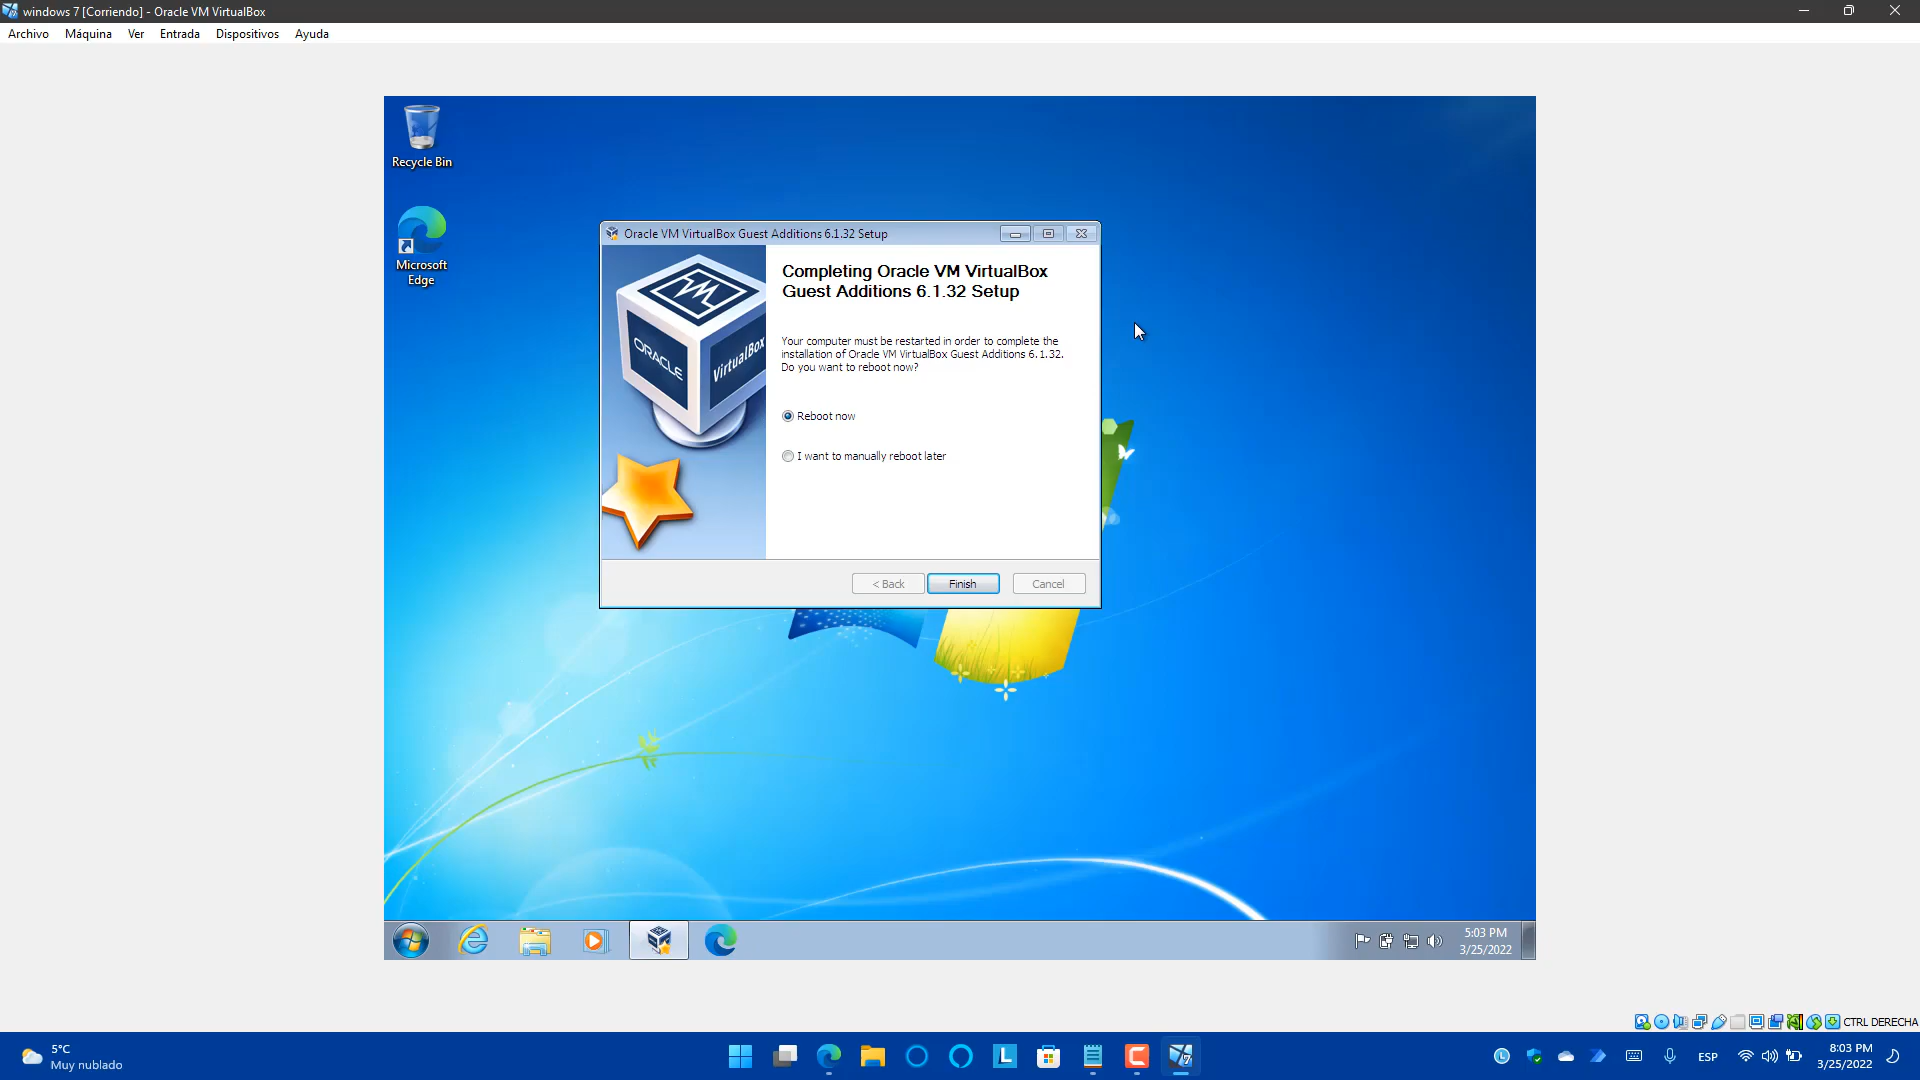 windows 7 [Corriendo] - Oracle VM VirtualBox
Archivo Máquina Ver Entrada Dispositivos Ayuda
Recycle Bin
Microsoft
Edge
Oracle VM VirtualBox Guest Additions 6.1.32 Setup
ORACLE
VirtualBox
Completing Oracle VM VirtualBox
Guest Additions 6.1.32 Setup
Your computer must be restarted in order to complete the
installation of Oracle VM VirtualBox Guest Additions 6.1.32.
Do you want to reboot now?
Reboot now
I want to manually reboot later
< Back Finish Cancel
5:03 PM
3/25/2022
CTRL DERECHA
5°C
Muy nublado
L
ESP
8:03 PM
3/25/2022